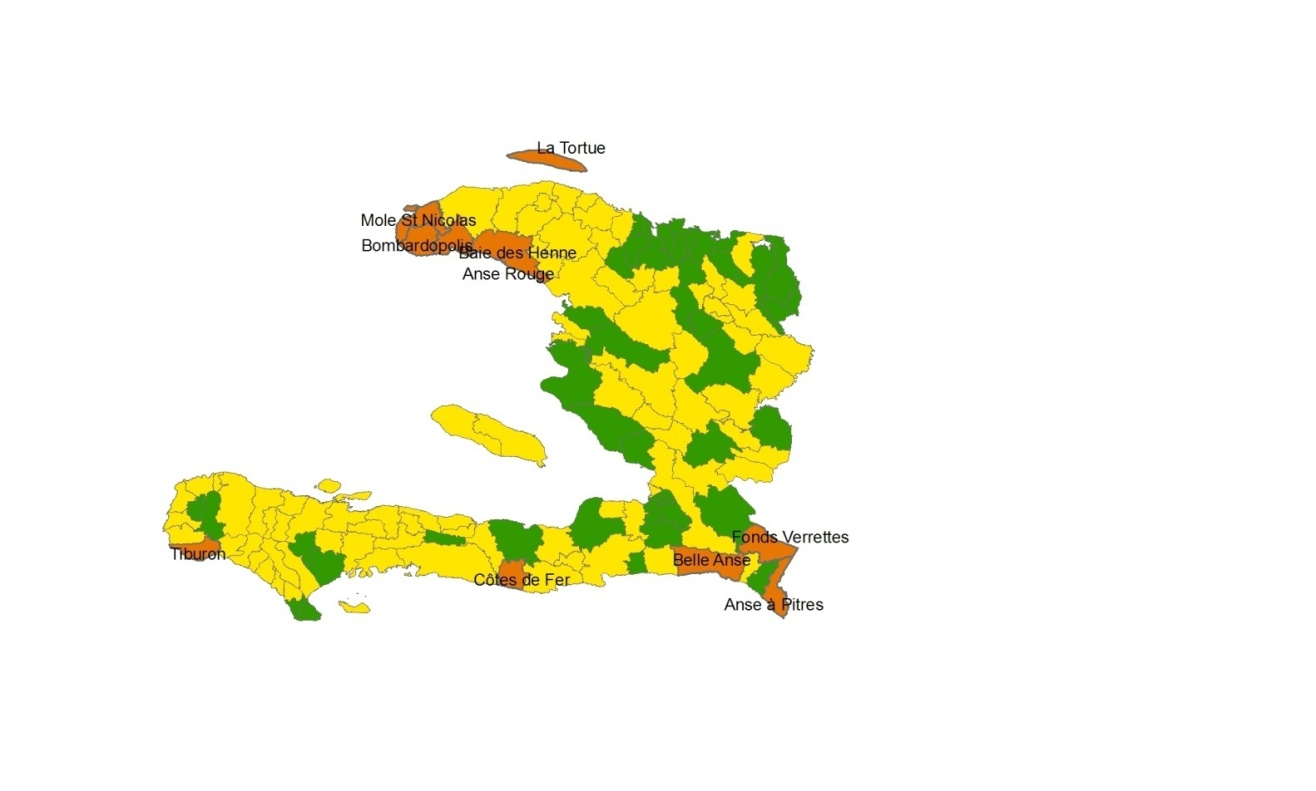 La Tortue
Mole St Nicolas
Bombardopolis
Baie des Henne
Anse Rouge
Fonds Verrettes
Tiburon
Belle Anse
Côtes de Fer
Anse à Pitres